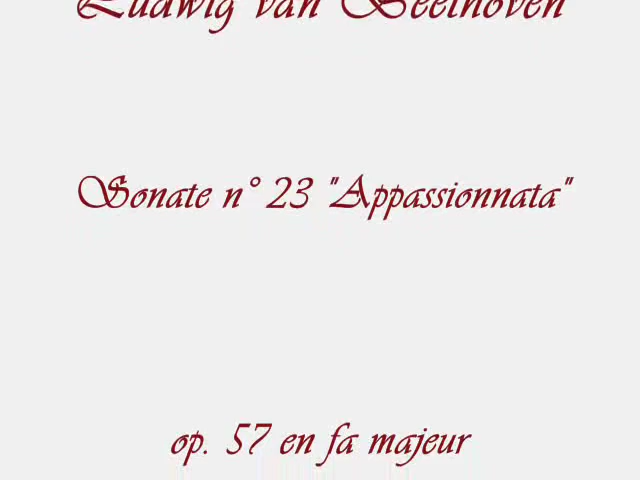 Ludwig van Beethoven
Sonate n° 23 "Appassionnata"
op. 57 en fa majeur